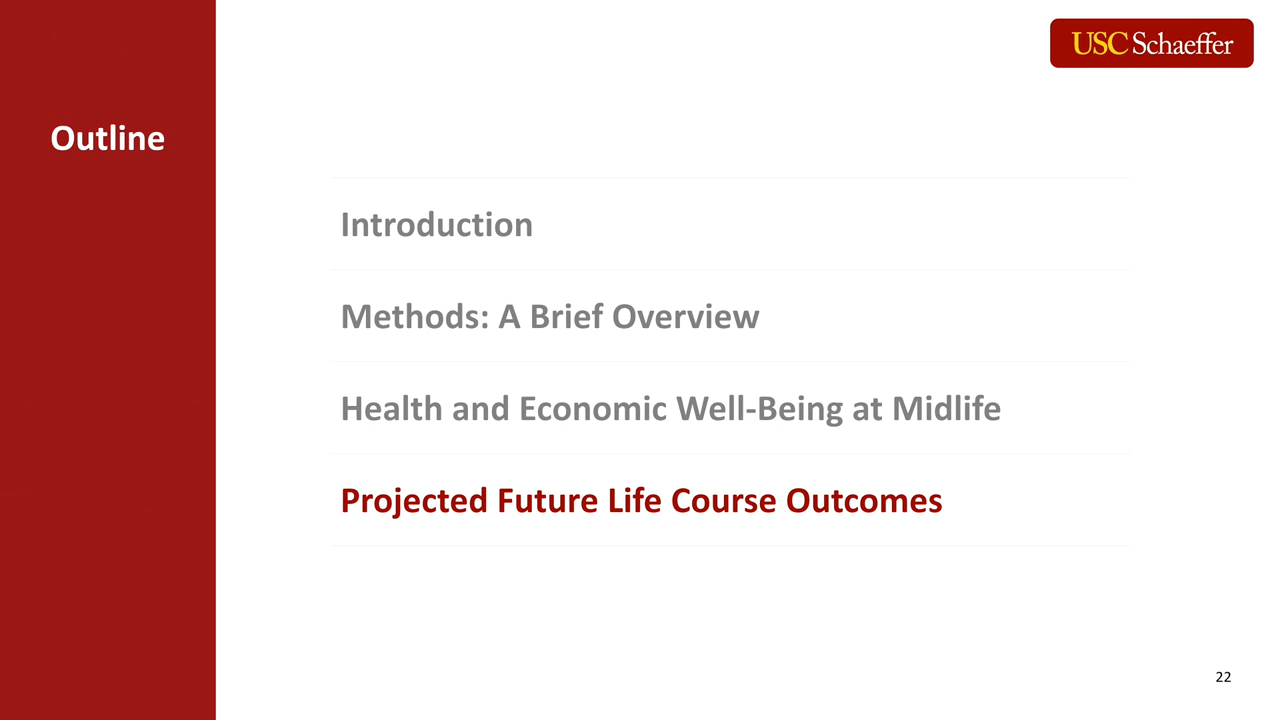 USC Schaeffer
Outline
Introduction
Methods: A Brief Overview
Health and Economic Well-Being at Midlife
Projected Future Life Course Outcomes
22